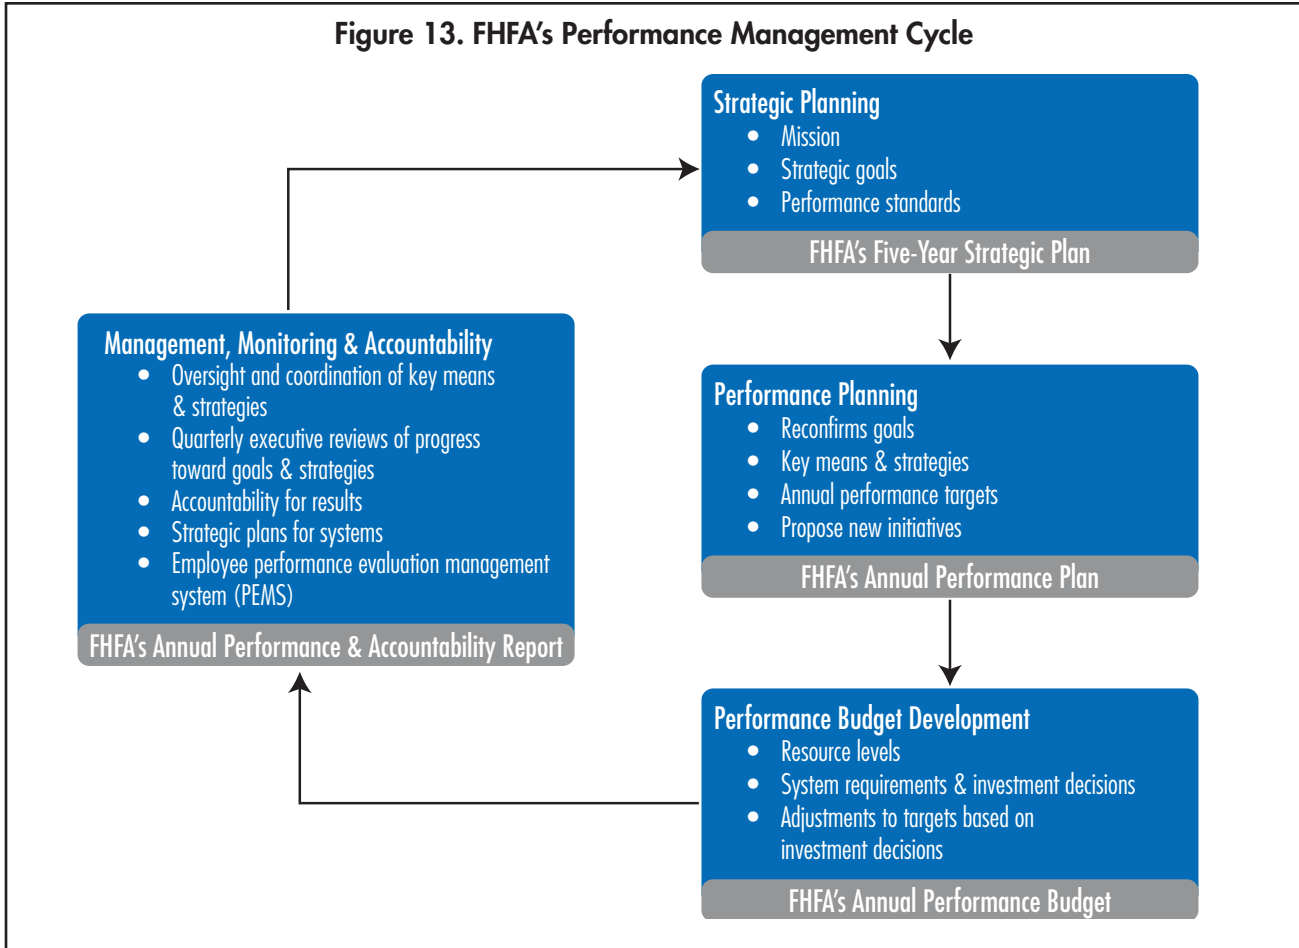 Figure 13. FHFA's Performance Management Cycle
Strategic Planning
• Mission
• Strategic goals
• Performance standards
FHFA's Five-Year Strategic Plan
Management, Monitoring & Accountability
• Oversight and coordination of key means
& strategies
• Quarterly executive reviews of progress
toward goals & strategies
• Accountability for results
• Strategic plans for systems
• Employee performance evaluation management
system (PEMS)
FHFA's Annual Performance & Accountability Report
Performance Planning
• Reconfirms goals
• Key means & strategies
• Annual performance targets
• Propose new initiatives
FHFA's Annual Performance Plan
Performance Budget Development
• Resource levels
• System requirements & investment decisions
• Adjustments to targets based on
investment decisions
FHFA's Annual Performance Budget